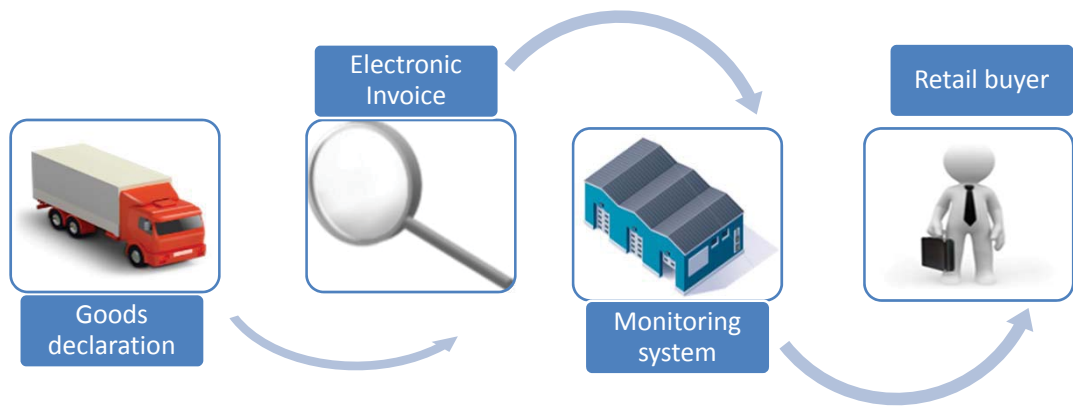 Goods
declaration
Electronic
Invoice
Monitoring
system
Retail buyer